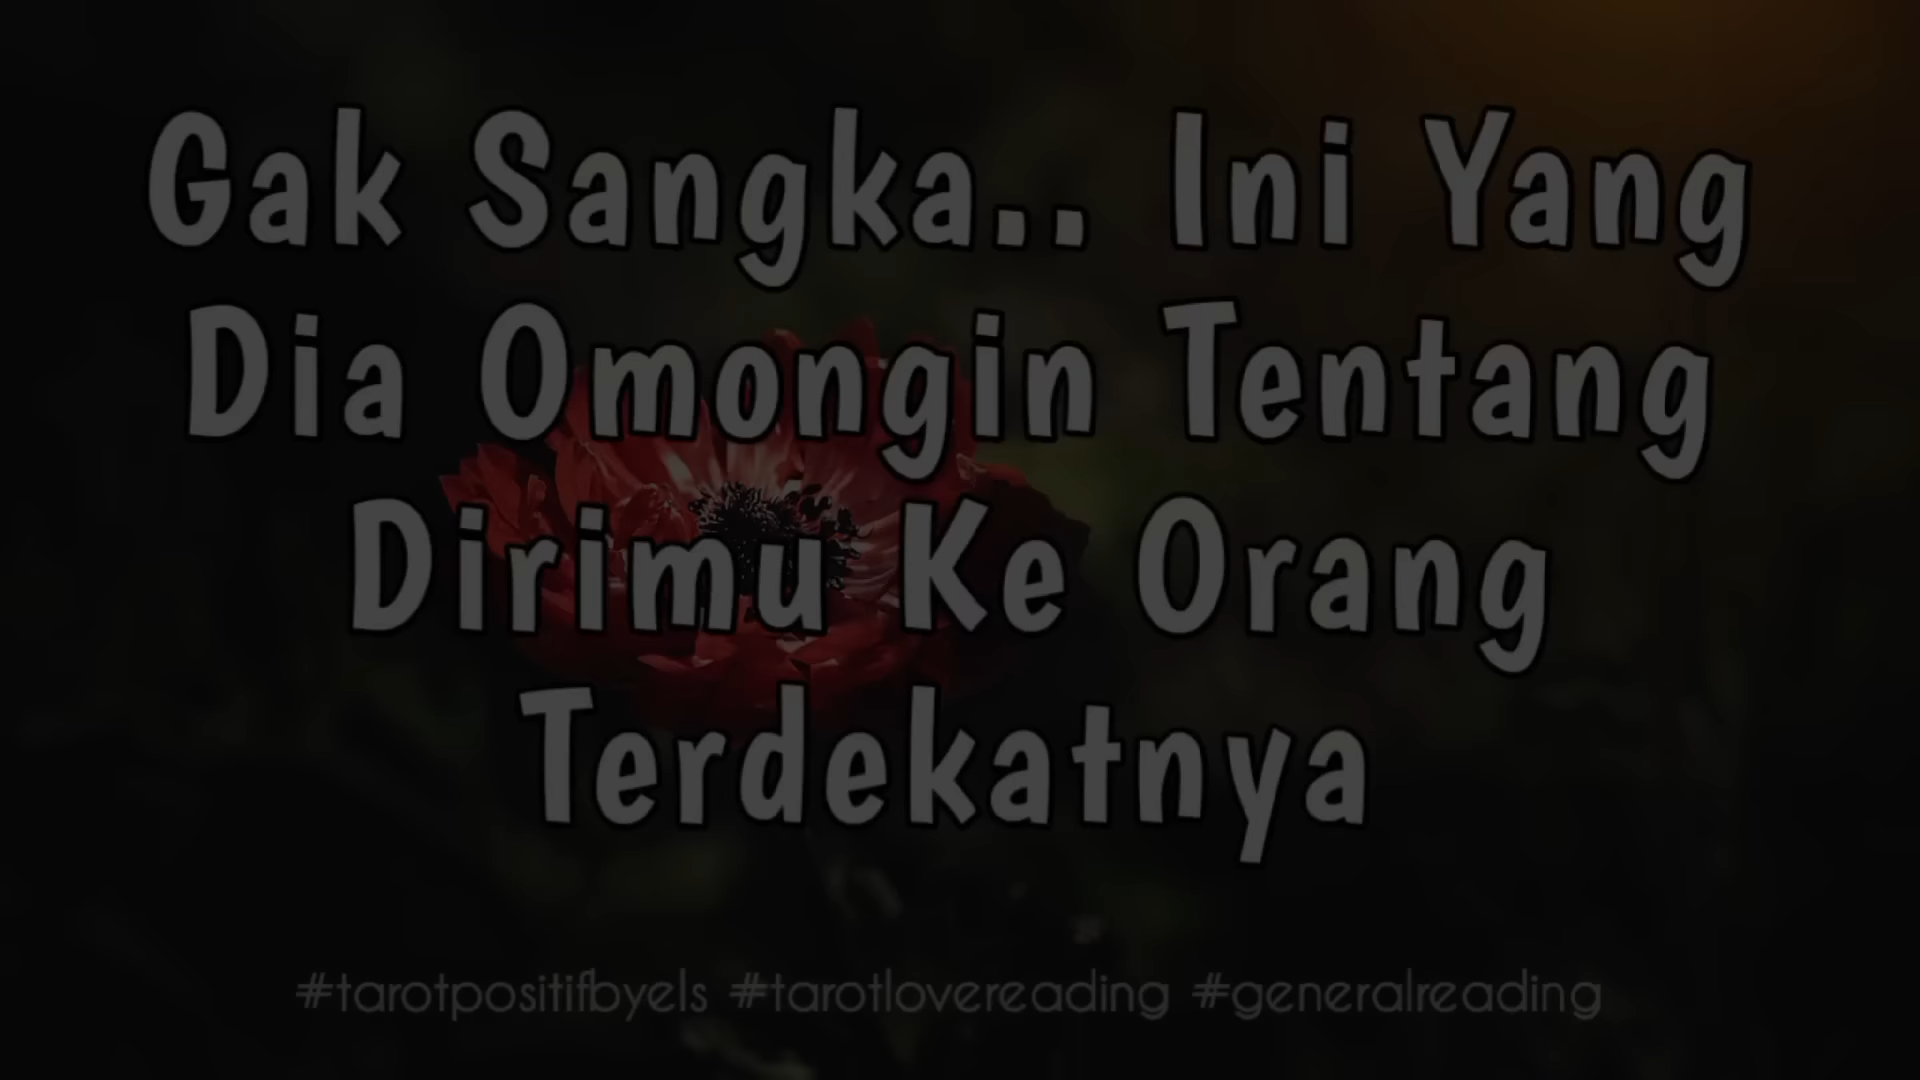 Gak Sangka.. Ini Yang
Dia Omongin Tentang
Dirimu Ke Orang
Terdekatnya
#tarotpositifbyels #tarotlovereading #generalreading